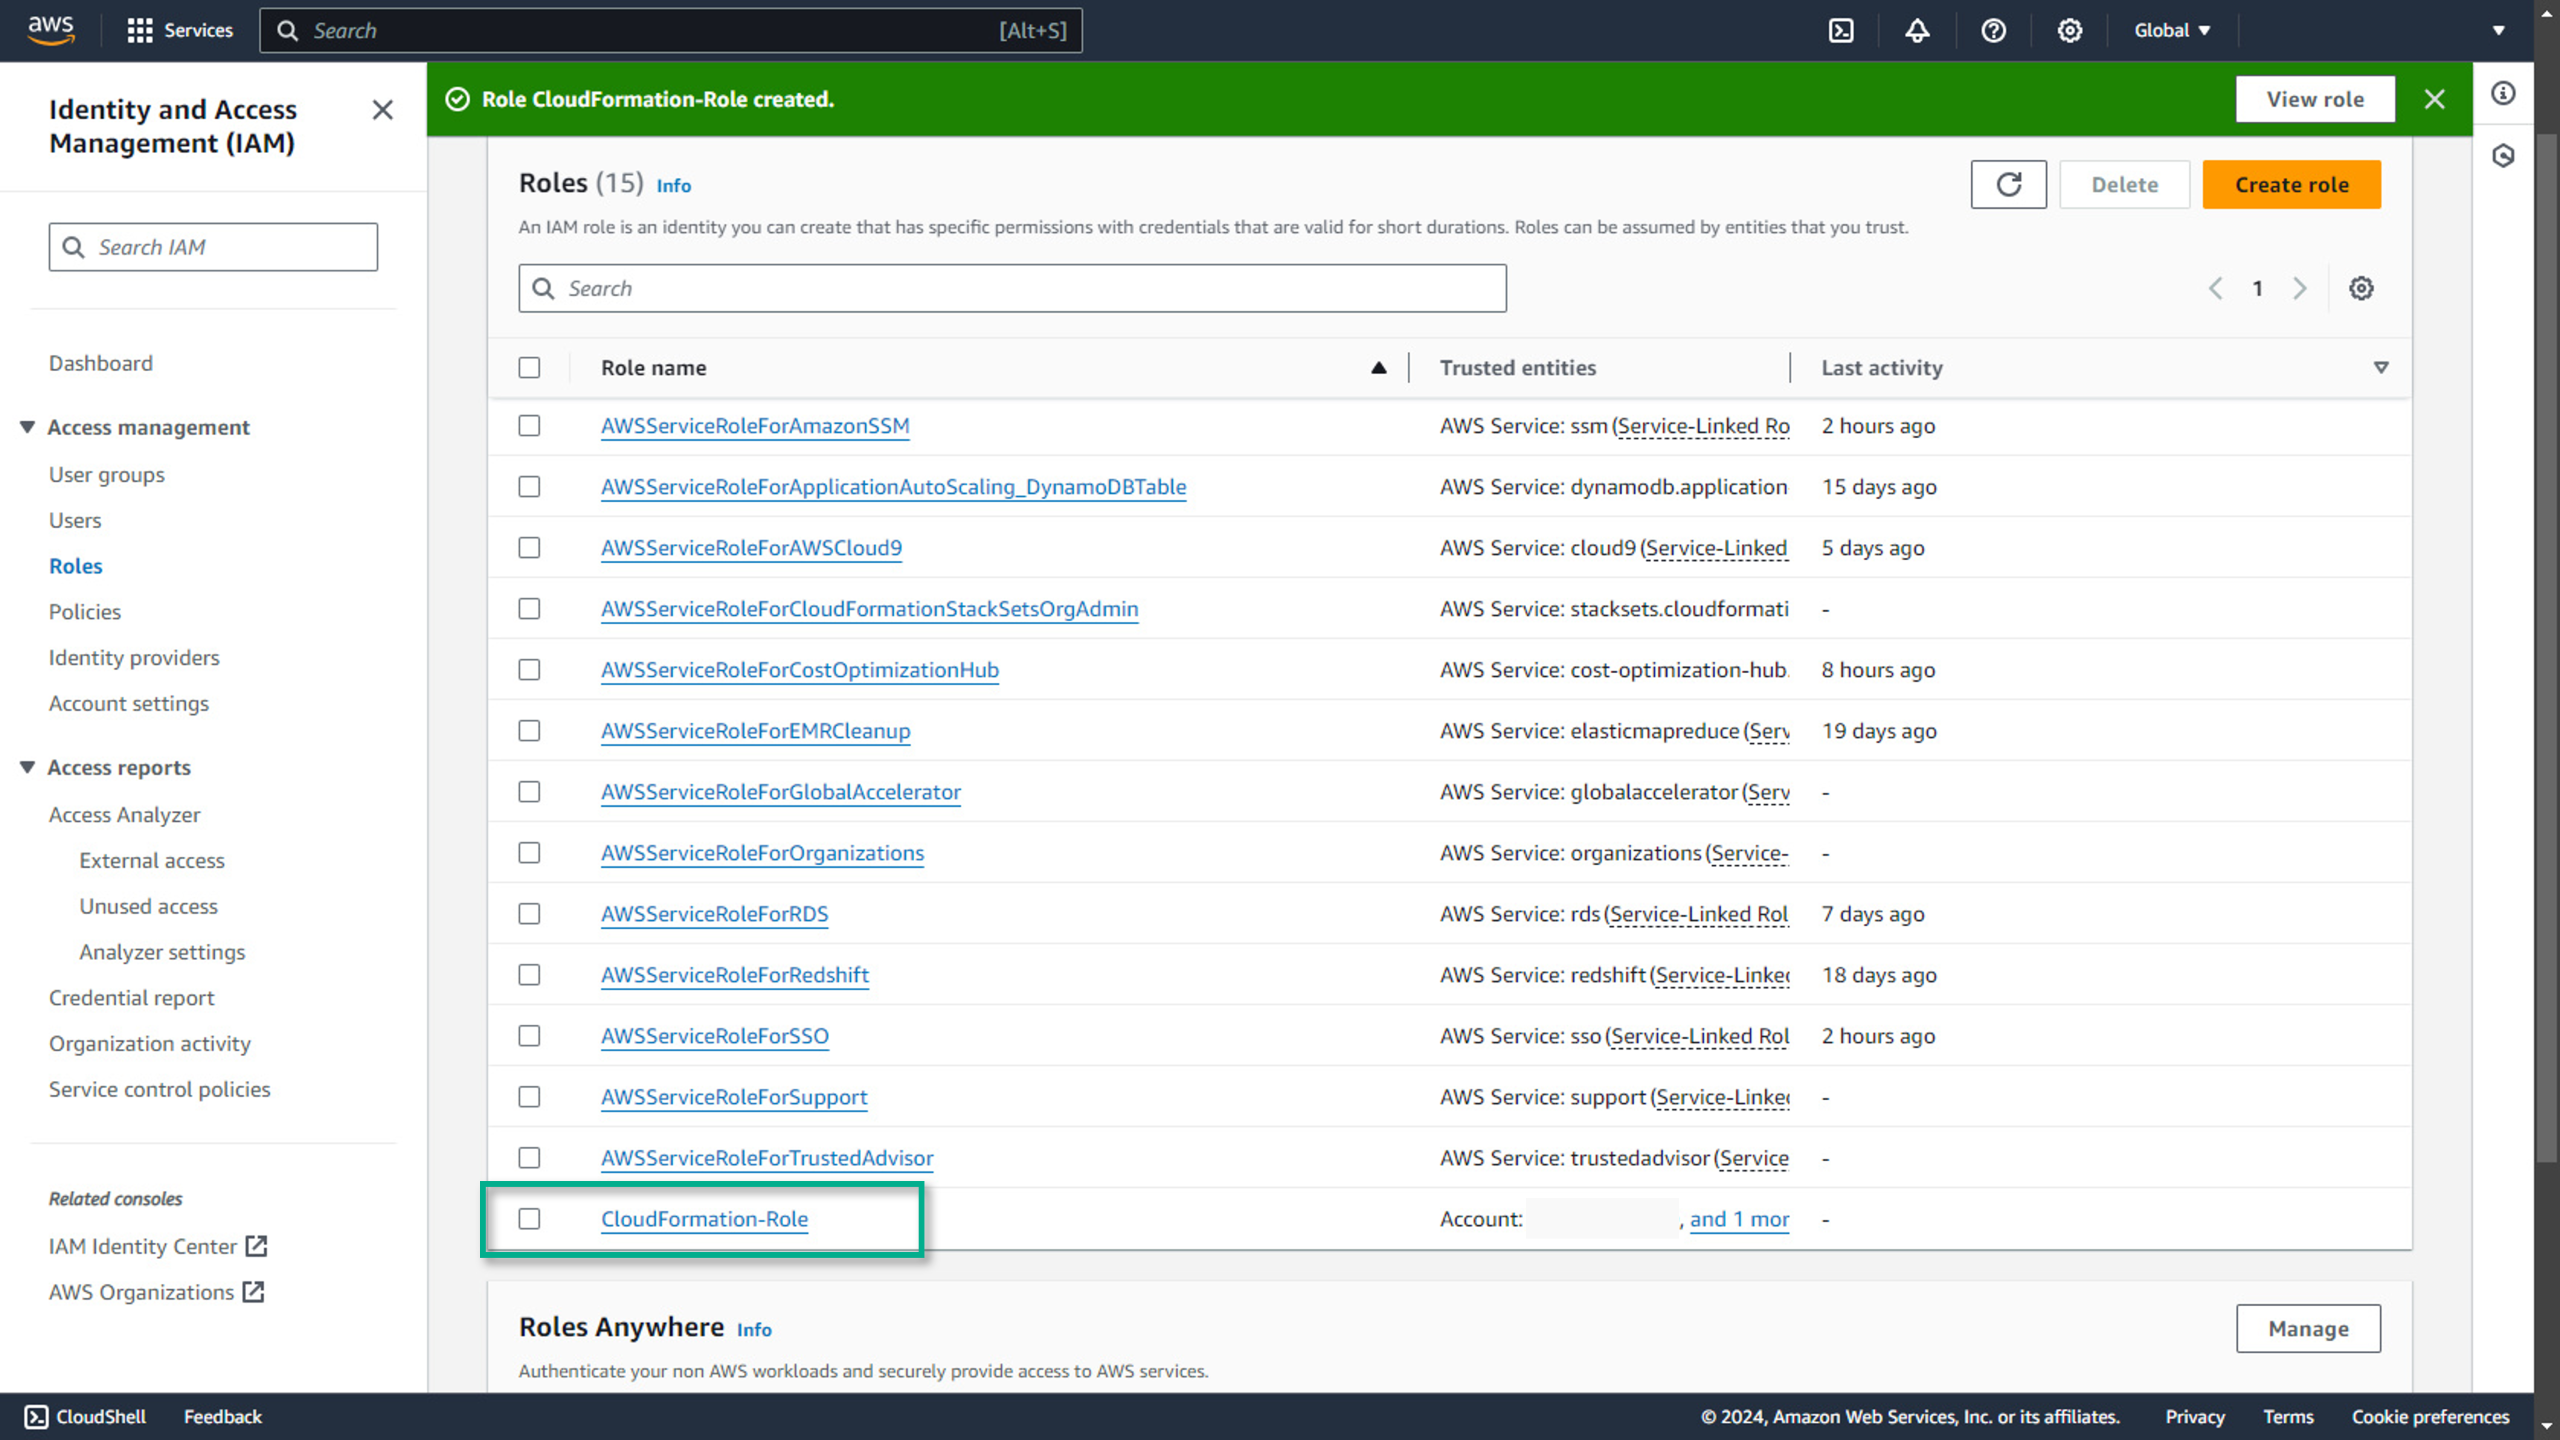 aws
Services
Search
[Alt+S]
Global
Identity and Access
Management (IAM)
Search IAM
Dashboard
Access management
User groups
Users
Roles
Policies
Identity providers
Account settings
Access reports
Access Analyzer
External access
Unused access
Analyzer settings
Credential report
Organization activity
Service control policies
Related consoles
IAM Identity Center
AWS Organizations
Role CloudFormation-Role created.
View role
Roles (15) Info
Delete
Create role
An IAM role is an identity you can create that has specific permissions with credentials that are valid for short durations. Roles can be assumed by entities that you trust.
Search
1
Role name Trusted entities Last activity
AWSServiceRoleForAmazonSSM AWS Service: ssm (Service-Linked Ro 2 hours ago
AWSServiceRoleForApplicationAutoScaling_DynamoDBTable AWS Service: dynamodb.application 15 days ago
AWSServiceRoleForAWSCloud9 AWS Service: cloud9 (Service-Linked 5 days ago
AWSServiceRoleForCloudFormationStackSetsOrgAdmin AWS Service: stacksets.cloudformati -
AWSServiceRoleForCostOptimizationHub AWS Service: cost-optimization-hub. 8 hours ago
AWSServiceRoleForEMRCleanup AWS Service: elasticmapreduce (Serv 19 days ago
AWSServiceRoleForGlobalAccelerator AWS Service: globalaccelerator (Serv -
AWSServiceRoleForOrganizations AWS Service: organizations (Service- -
AWSServiceRoleForRDS AWS Service: rds (Service-Linked Rol 7 days ago
AWSServiceRoleForRedshift AWS Service: redshift (Service-Linked 18 days ago
AWSServiceRoleForSSO AWS Service: sso (Service-Linked Rol 2 hours ago
AWSServiceRoleForSupport AWS Service: support (Service-Linked -
AWSServiceRoleForTrustedAdvisor AWS Service: trustedadvisor (Service -
CloudFormation-Role Account: , and 1 mor -
Roles Anywhere Info
Manage
Authenticate your non AWS workloads and securely provide access to AWS services.
CloudShell Feedback © 2024, Amazon Web Services, Inc. or its affiliates. Privacy Terms Cookie preferences